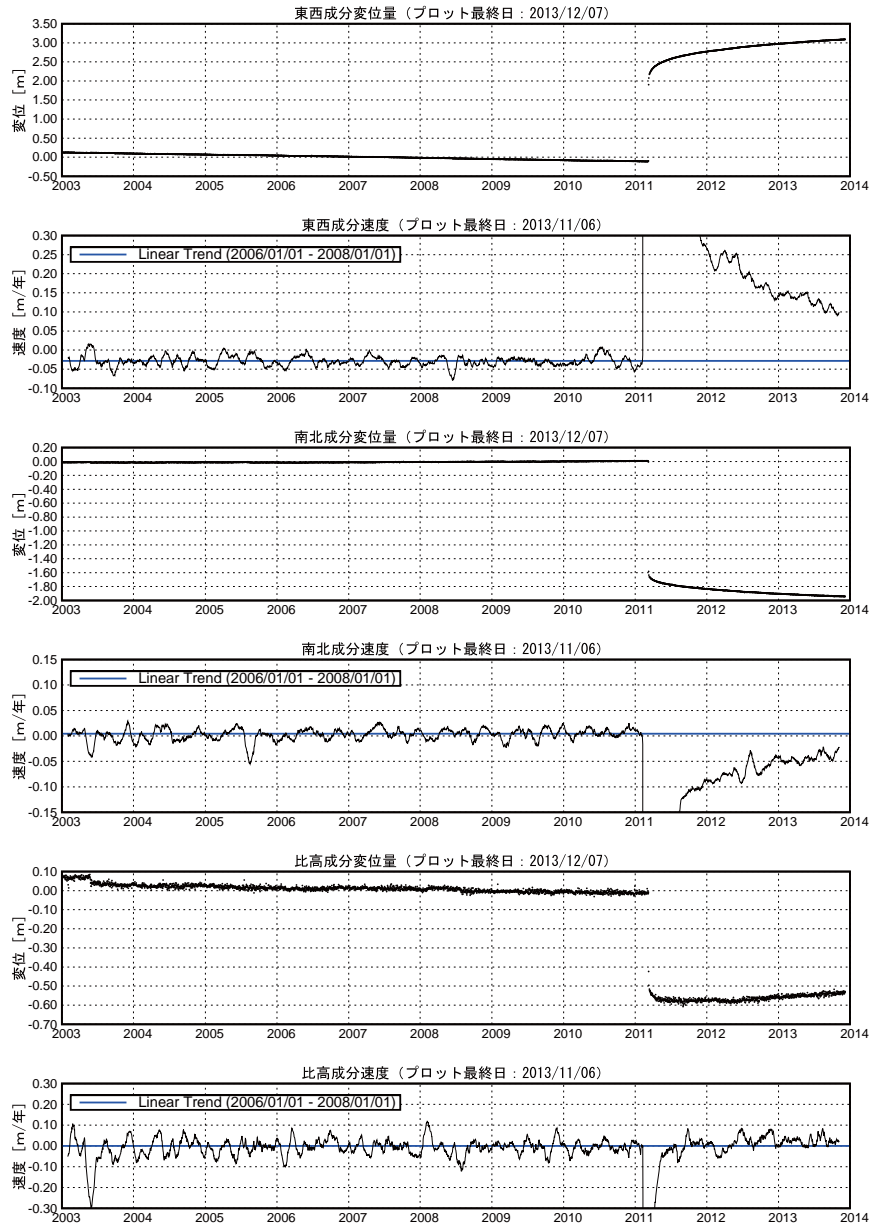 東西成分変位量（プロット最終日：2013/12/07）
3.50
3.00
2.50
2.00
1.50
1.00
0.50
0.00
-0.50
変位 [m]
2003 2004 2005 2006 2007 2008 2009 2010 2011 2012 2013 2014
東西成分速度（プロット最終日：2013/11/06）
0.30
0.25
0.20
0.15
0.10
0.05
0.00
-0.05
-0.10
速度 [m/年]
Linear Trend (2006/01/01 - 2008/01/01)
2003 2004 2005 2006 2007 2008 2009 2010 2011 2012 2013 2014
南北成分変位量（プロット最終日：2013/12/07）
0.20
0.00
-0.20
-0.40
-0.60
-0.80
-1.00
-1.20
-1.40
-1.60
-1.80
-2.00
変位 [m]
2003 2004 2005 2006 2007 2008 2009 2010 2011 2012 2013 2014
南北成分速度（プロット最終日：2013/11/06）
0.15
0.10
0.05
0.00
-0.05
-0.10
-0.15
速度 [m/年]
Linear Trend (2006/01/01 - 2008/01/01)
2003 2004 2005 2006 2007 2008 2009 2010 2011 2012 2013 2014
比高成分変位量（プロット最終日：2013/12/07）
0.10
0.00
-0.10
-0.20
-0.30
-0.40
-0.50
-0.60
-0.70
変位 [m]
2003 2004 2005 2006 2007 2008 2009 2010 2011 2012 2013 2014
比高成分速度（プロット最終日：2013/11/06）
0.30
0.20
0.10
0.00
-0.10
-0.20
-0.30
速度 [m/年]
Linear Trend (2006/01/01 - 2008/01/01)
2003 2004 2005 2006 2007 2008 2009 2010 2011 2012 2013 2014